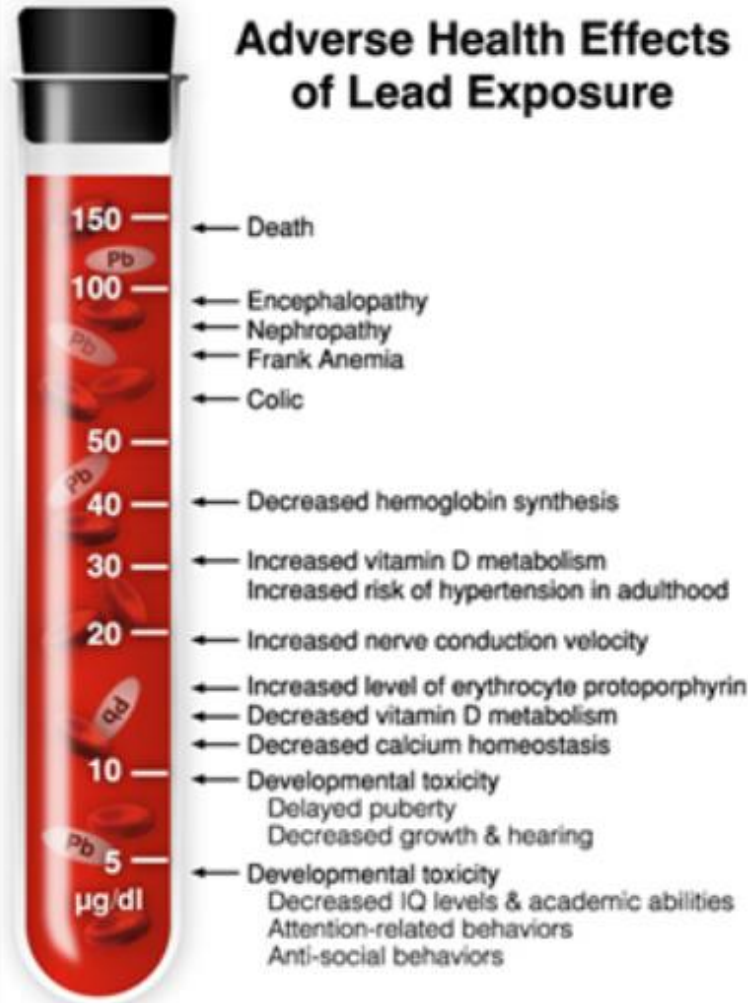 Adverse Health Effects
of Lead Exposure
150
Death
Pb
100
Encephalopathy
Nephropathy
Pb
Frank Anemia
Colic
50
Pb
40
Decreased hemoglobin synthesis
30
Increased vitamin D metabolism
Increased risk of hypertension in adulthood
20
Increased nerve conduction velocity
Increased level of erythrocyte protoporphyrin
Pb
Decreased vitamin D metabolism
Decreased calcium homeostasis
10
Developmental toxicity
Delayed puberty
Decreased growth & hearing
Pb
5
Developmental toxicity
µg/dl
Decreased IQ levels & academic abilities
Attention-related behaviors
Anti-social behaviors